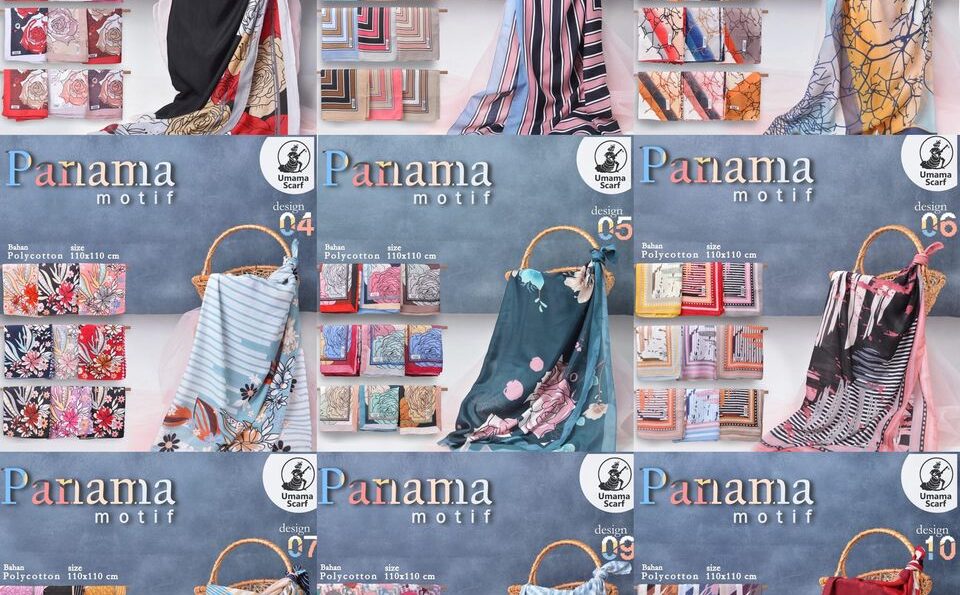 Panama
motif
Umama
Scarf
design
04
Bahan
Polycotton
size
110x110 cm
Panama
motif
Umama
Scarf
design
05
Bahan
Polycotton
size
110x110 cm
Panama
motif
Umama
Scarf
design
06
Bahan
Polycotton
size
110x110 cm
Panama
motif
Umama
Scarf
design
07
Bahan
Polycotton
size
110x110 cm
Panama
motif
Umama
Scarf
design
09
Bahan
Polycotton
size
110x110 cm
Panama
motif
Umama
Scarf
design
10
Bahan
Polycotton
size
110x110 cm